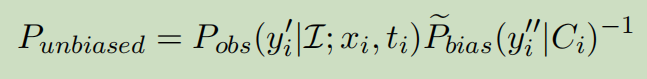 $P_{unbiased} = P_{obs}(y_i'|\mathcal{I}; x_i, t_i)\widetilde{P}_{bias}(y_i''|C_i)^{-1}$